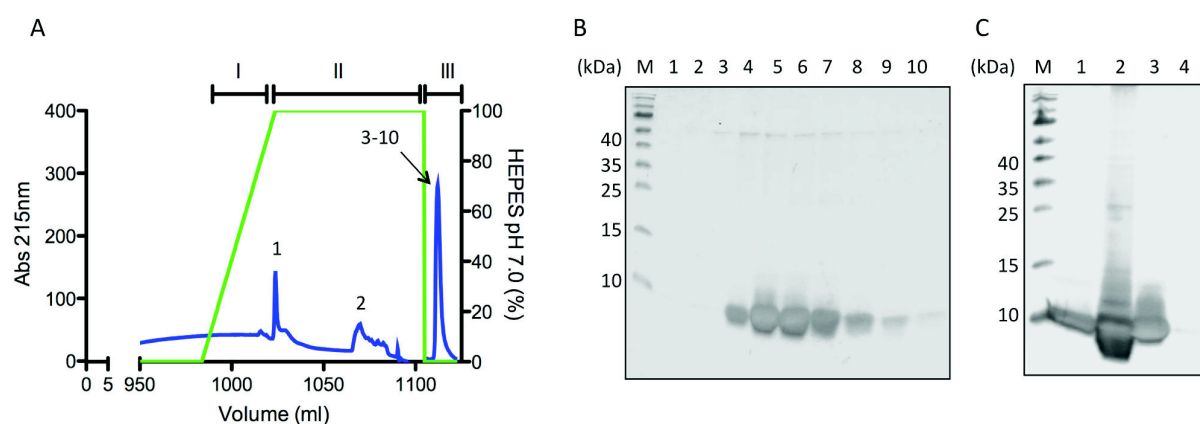 A
I II III
400
300
200
100
0
Abs 215nm
0 5 950 1000 1050 1100
Volume (ml)
100
80
60
40
20
0
HEPES pH 7.0 (%)
3-10
1
2
B
(kDa) M 1 2 3 4 5 6 7 8 9 10
40
35
25
15
10
C
(kDa) M 1 2 3 4
40
35
25
15
10